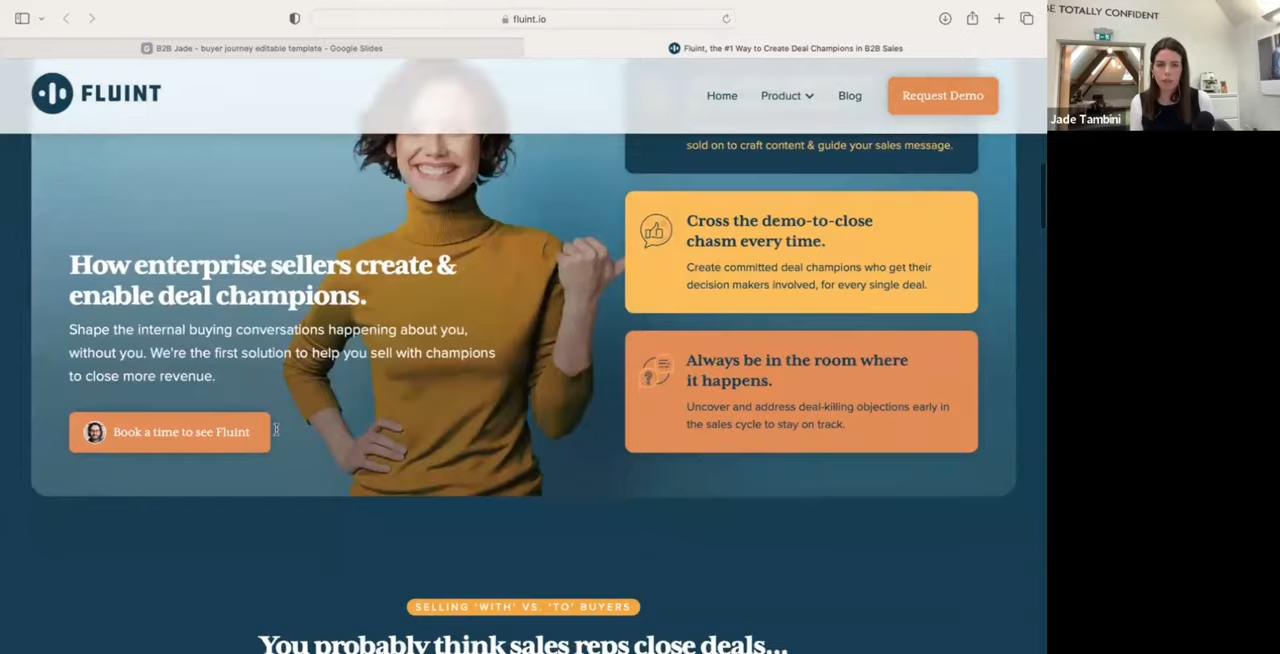 fluint.io
B2B Jade - buyer journey editable template - Google Slides
Fluint, the #1 Way to Create Deal Champions in B2B Sales
FLUINT
Home
Product
Blog
Request Demo
BE TOTALLY CONFIDENT
Jade Tambini
How enterprise sellers create &
enable deal champions.
Shape the internal buying conversations happening about you,
without you. We're the first solution to help you sell with champions
to close more revenue.
Book a time to see Fluint
sold on to craft content & guide your sales message.
Cross the demo-to-close
chasm every time.
Create committed deal champions who get their
decision makers involved, for every single deal.
Always be in the room where
it happens.
Uncover and address deal-killing objections early in
the sales cycle to stay on track.
SELLING 'WITH' VS. 'TO' BUYERS
You probably think sales reps close deals...